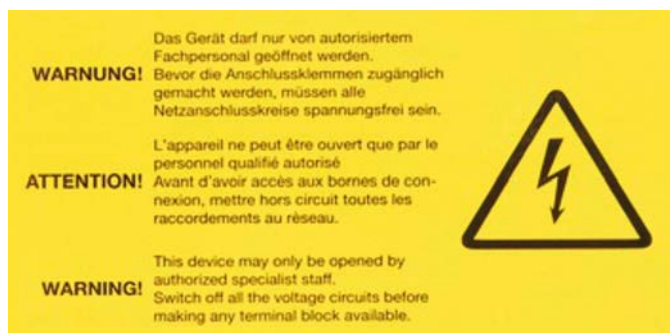 Das Gerät darf nur von autorisiertem
Fachpersonal geöffnet werden.
WARNUNG! Bevor die Anschlussklemmen zugänglich
gemacht werden, müssen alle
Netzanschlusskreise spannungsfrei sein.
L'appareil ne peut être ouvert que par le
personnel qualifié autorisé
ATTENTION! Avant d'avoir accès aux bornes de con-
nexion, mettre hors circuit toutes les
raccordements au rèseau.
This device may only be opened by
authorized specialist staff.
WARNING! Switch off all the voltage circuits before
making any terminal block available.